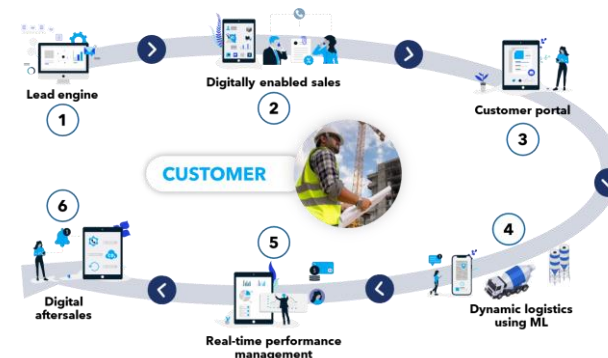 Lead engine
1
Digitally enabled sales
2
Customer portal
3
CUSTOMER
4
Dynamic logistics
using ML
5
Real-time performance
management
6
Digital
aftersales